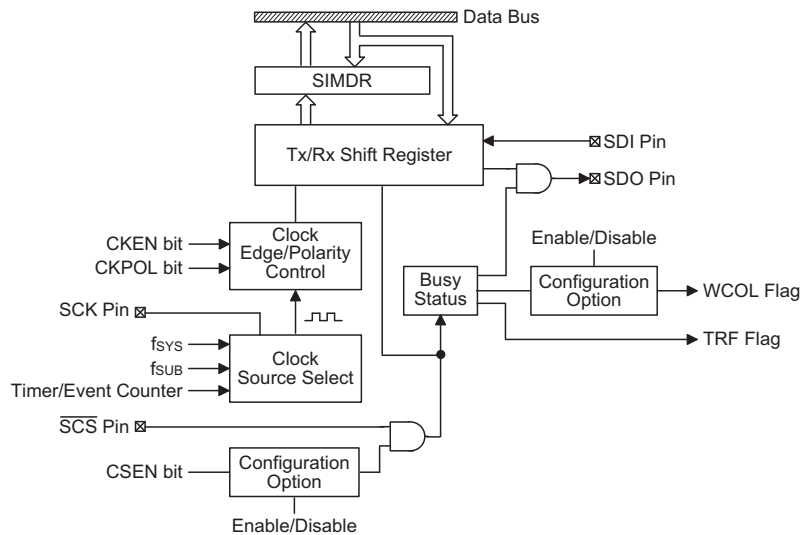 Data Bus
SIMDR
Tx/Rx Shift Register
SDI Pin
SDO Pin
CKEN bit
CKPOL bit
Clock
Edge/Polarity
Control
Busy
Status
Enable/Disable
Configuration
Option
WCOL Flag
TRF Flag
SCK Pin
fSYS
fSUB
Timer/Event Counter
Clock
Source Select
SCS Pin
CSEN bit
Configuration
Option
Enable/Disable